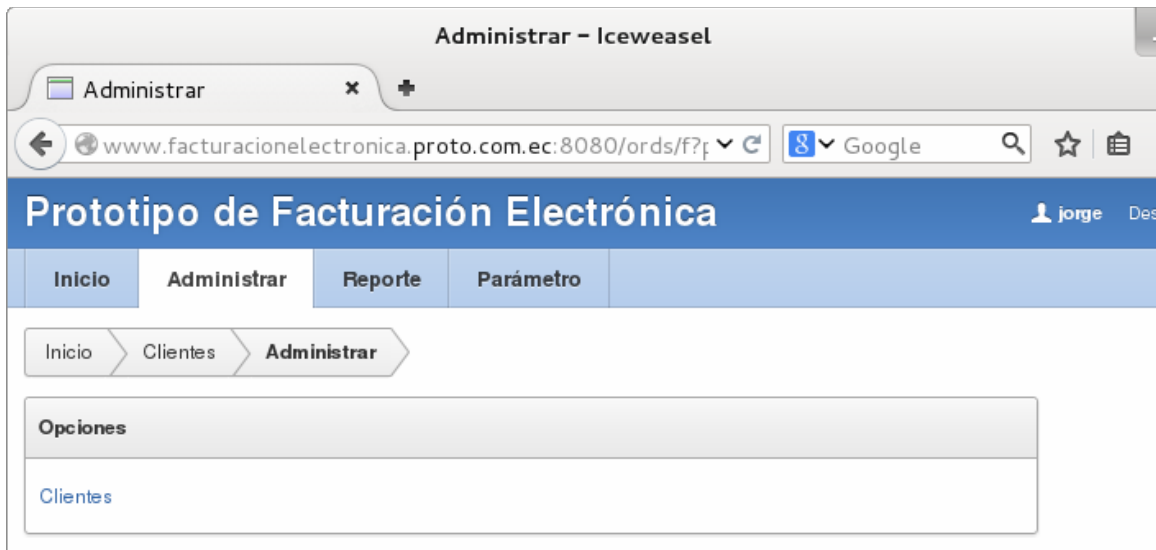 Administrar – Iceweasel
Administrar
www.facturacionelectronica.proto.com.ec:8080/ords/f?p
Google
Prototipo de Facturación Electrónica
jorge Des
Inicio Administrar Reporte Parámetro
Inicio Clientes Administrar
Opciones
Clientes